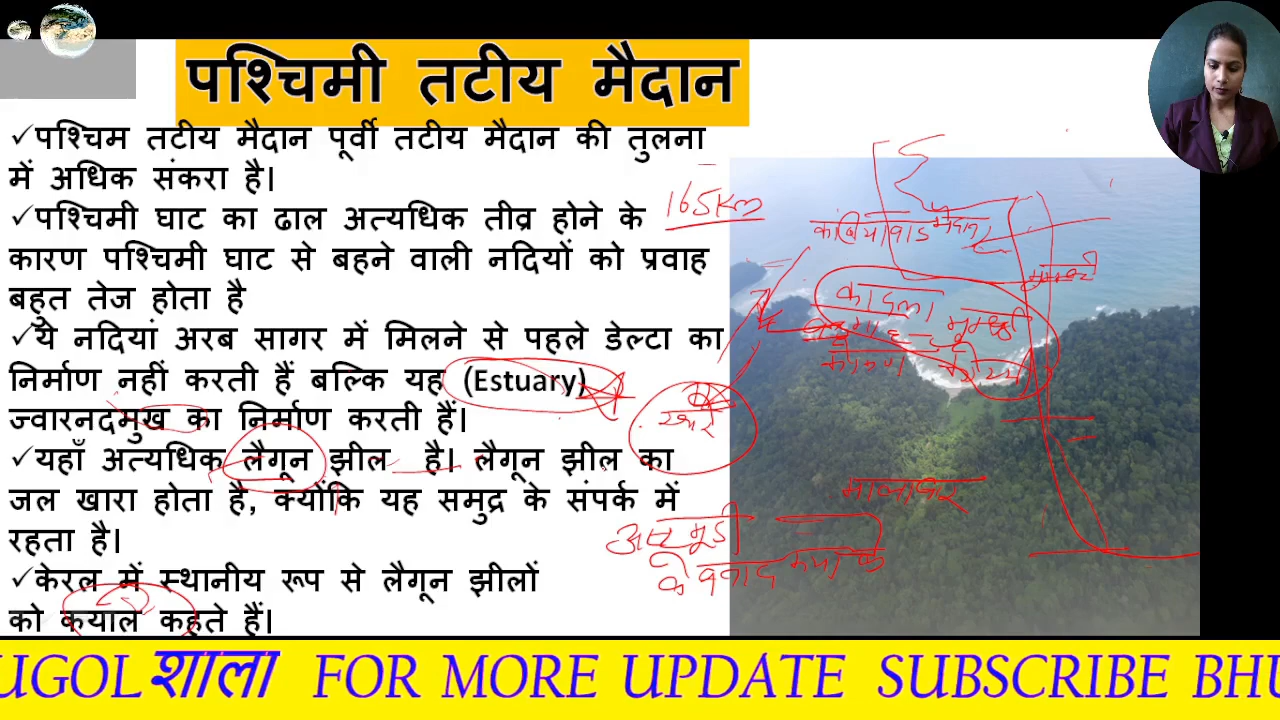 पश्चिमी तटीय मैदान
✓पश्चिम तटीय मैदान पूर्वी तटीय मैदान की तुलना
में अधिक संकरा है।
✓पश्चिमी घाट का ढाल अत्यधिक तीव्र होने के
कारण पश्चिमी घाट से बहने वाली नदियों को प्रवाह
बहुत तेज होता है
✓ये नदियां अरब सागर में मिलने से पहले डेल्टा का
निर्माण नहीं करती हैं बल्कि यह (Estuary)
ज्वारनदमुख का निर्माण करती हैं।
✓यहाँ अत्यधिक लैगून झील है। लैगून झील का
जल खारा होता है, क्योंकि यह समुद्र के संपर्क में
रहता है।
✓केरल में स्थानीय रूप से लैगून झीलों
को कयाल कहते हैं।
165Km
मैदान
कांडला
कोंकण
UGOLशाला FOR MORE UPDATE SUBSCRIBE BHU